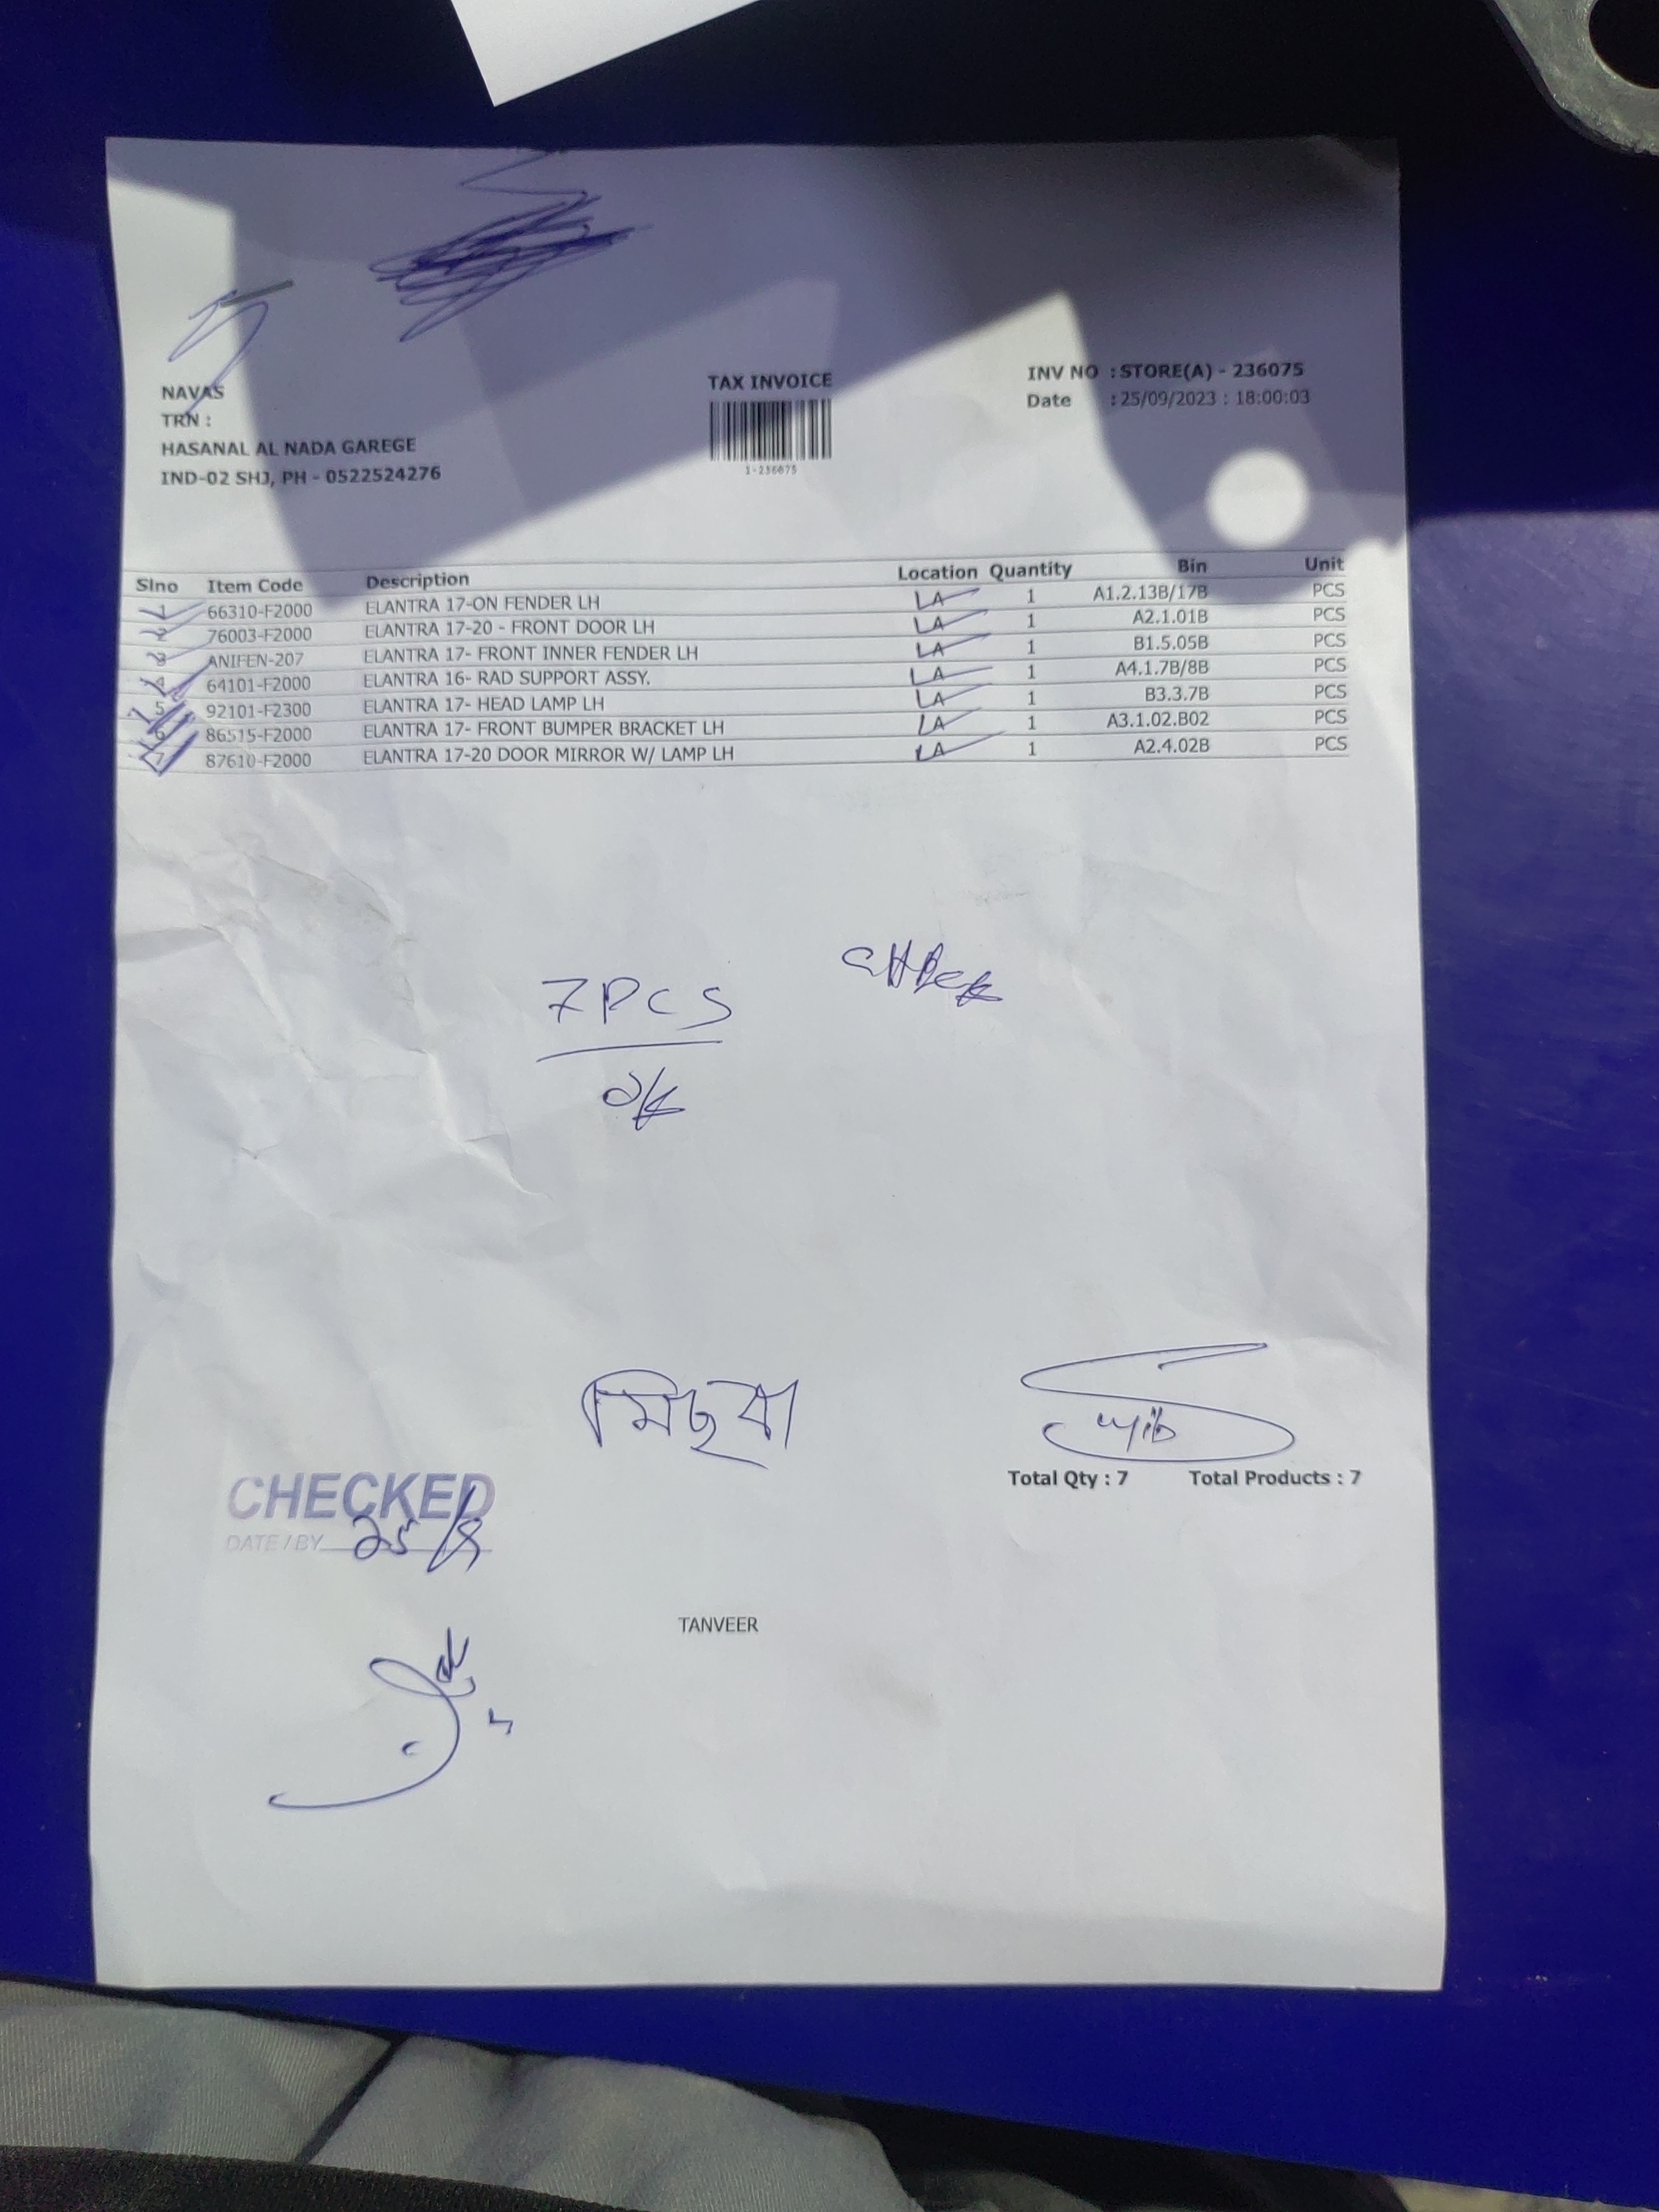 NAVAS
TRN :
HASANAL AL NADA GAREGE
IND-02 SHJ, PH - 0522524276
TAX INVOICE
1-236075
INV NO : STORE(A) - 236075
Date : 25/09/2023 : 18:00:03
Slno Item Code Description Location Quantity Bin Unit
1 66310-F2000 ELANTRA 17-ON FENDER LH LA 1 A1.2.13B/17B PCS
2 76003-F2000 ELANTRA 17-20 - FRONT DOOR LH LA 1 A2.1.01B PCS
3 ANIFEN-207 ELANTRA 17- FRONT INNER FENDER LH LA 1 B1.5.05B PCS
4 64101-F2000 ELANTRA 16- RAD SUPPORT ASSY. LA 1 A4.1.7B/8B PCS
5 92101-F2300 ELANTRA 17- HEAD LAMP LH LA 1 B3.3.7B PCS
6 86515-F2000 ELANTRA 17- FRONT BUMPER BRACKET LH LA 1 A3.1.02.B02 PCS
7 87610-F2000 ELANTRA 17-20 DOOR MIRROR W/ LAMP LH LA 1 A2.4.02B PCS
7 PCS
ok
মিছবা
Total Qty : 7 Total Products : 7
CHECKED
DATE / BY
TANVEER